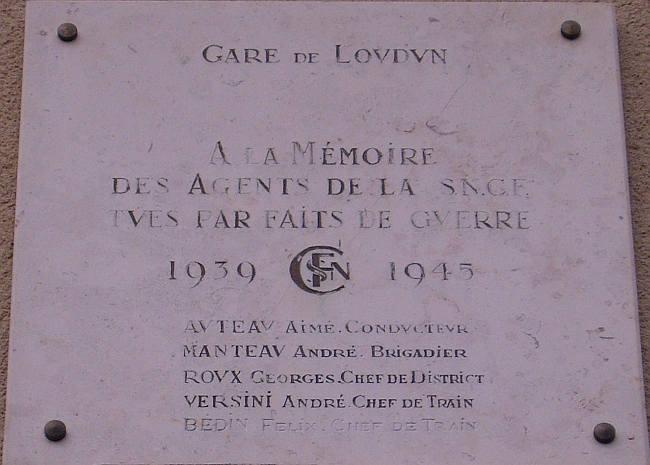 GARE DE LOVDVN
A LA MÉMOIRE
DES AGENTS DE LA S.N.C.F.
TVES PAR FAITS DE GVERRE
1939 SNCF 1945
AVTEAV AIMÉ. CONDVCTEVR
MANTEAV ANDRÉ. BRIGADIER
ROVX GEORGES. CHEF DE DISTRICT
VERSINI ANDRÉ. CHEF DE TRAIN
BEDIN FELIX. CHEF DE TRAIN